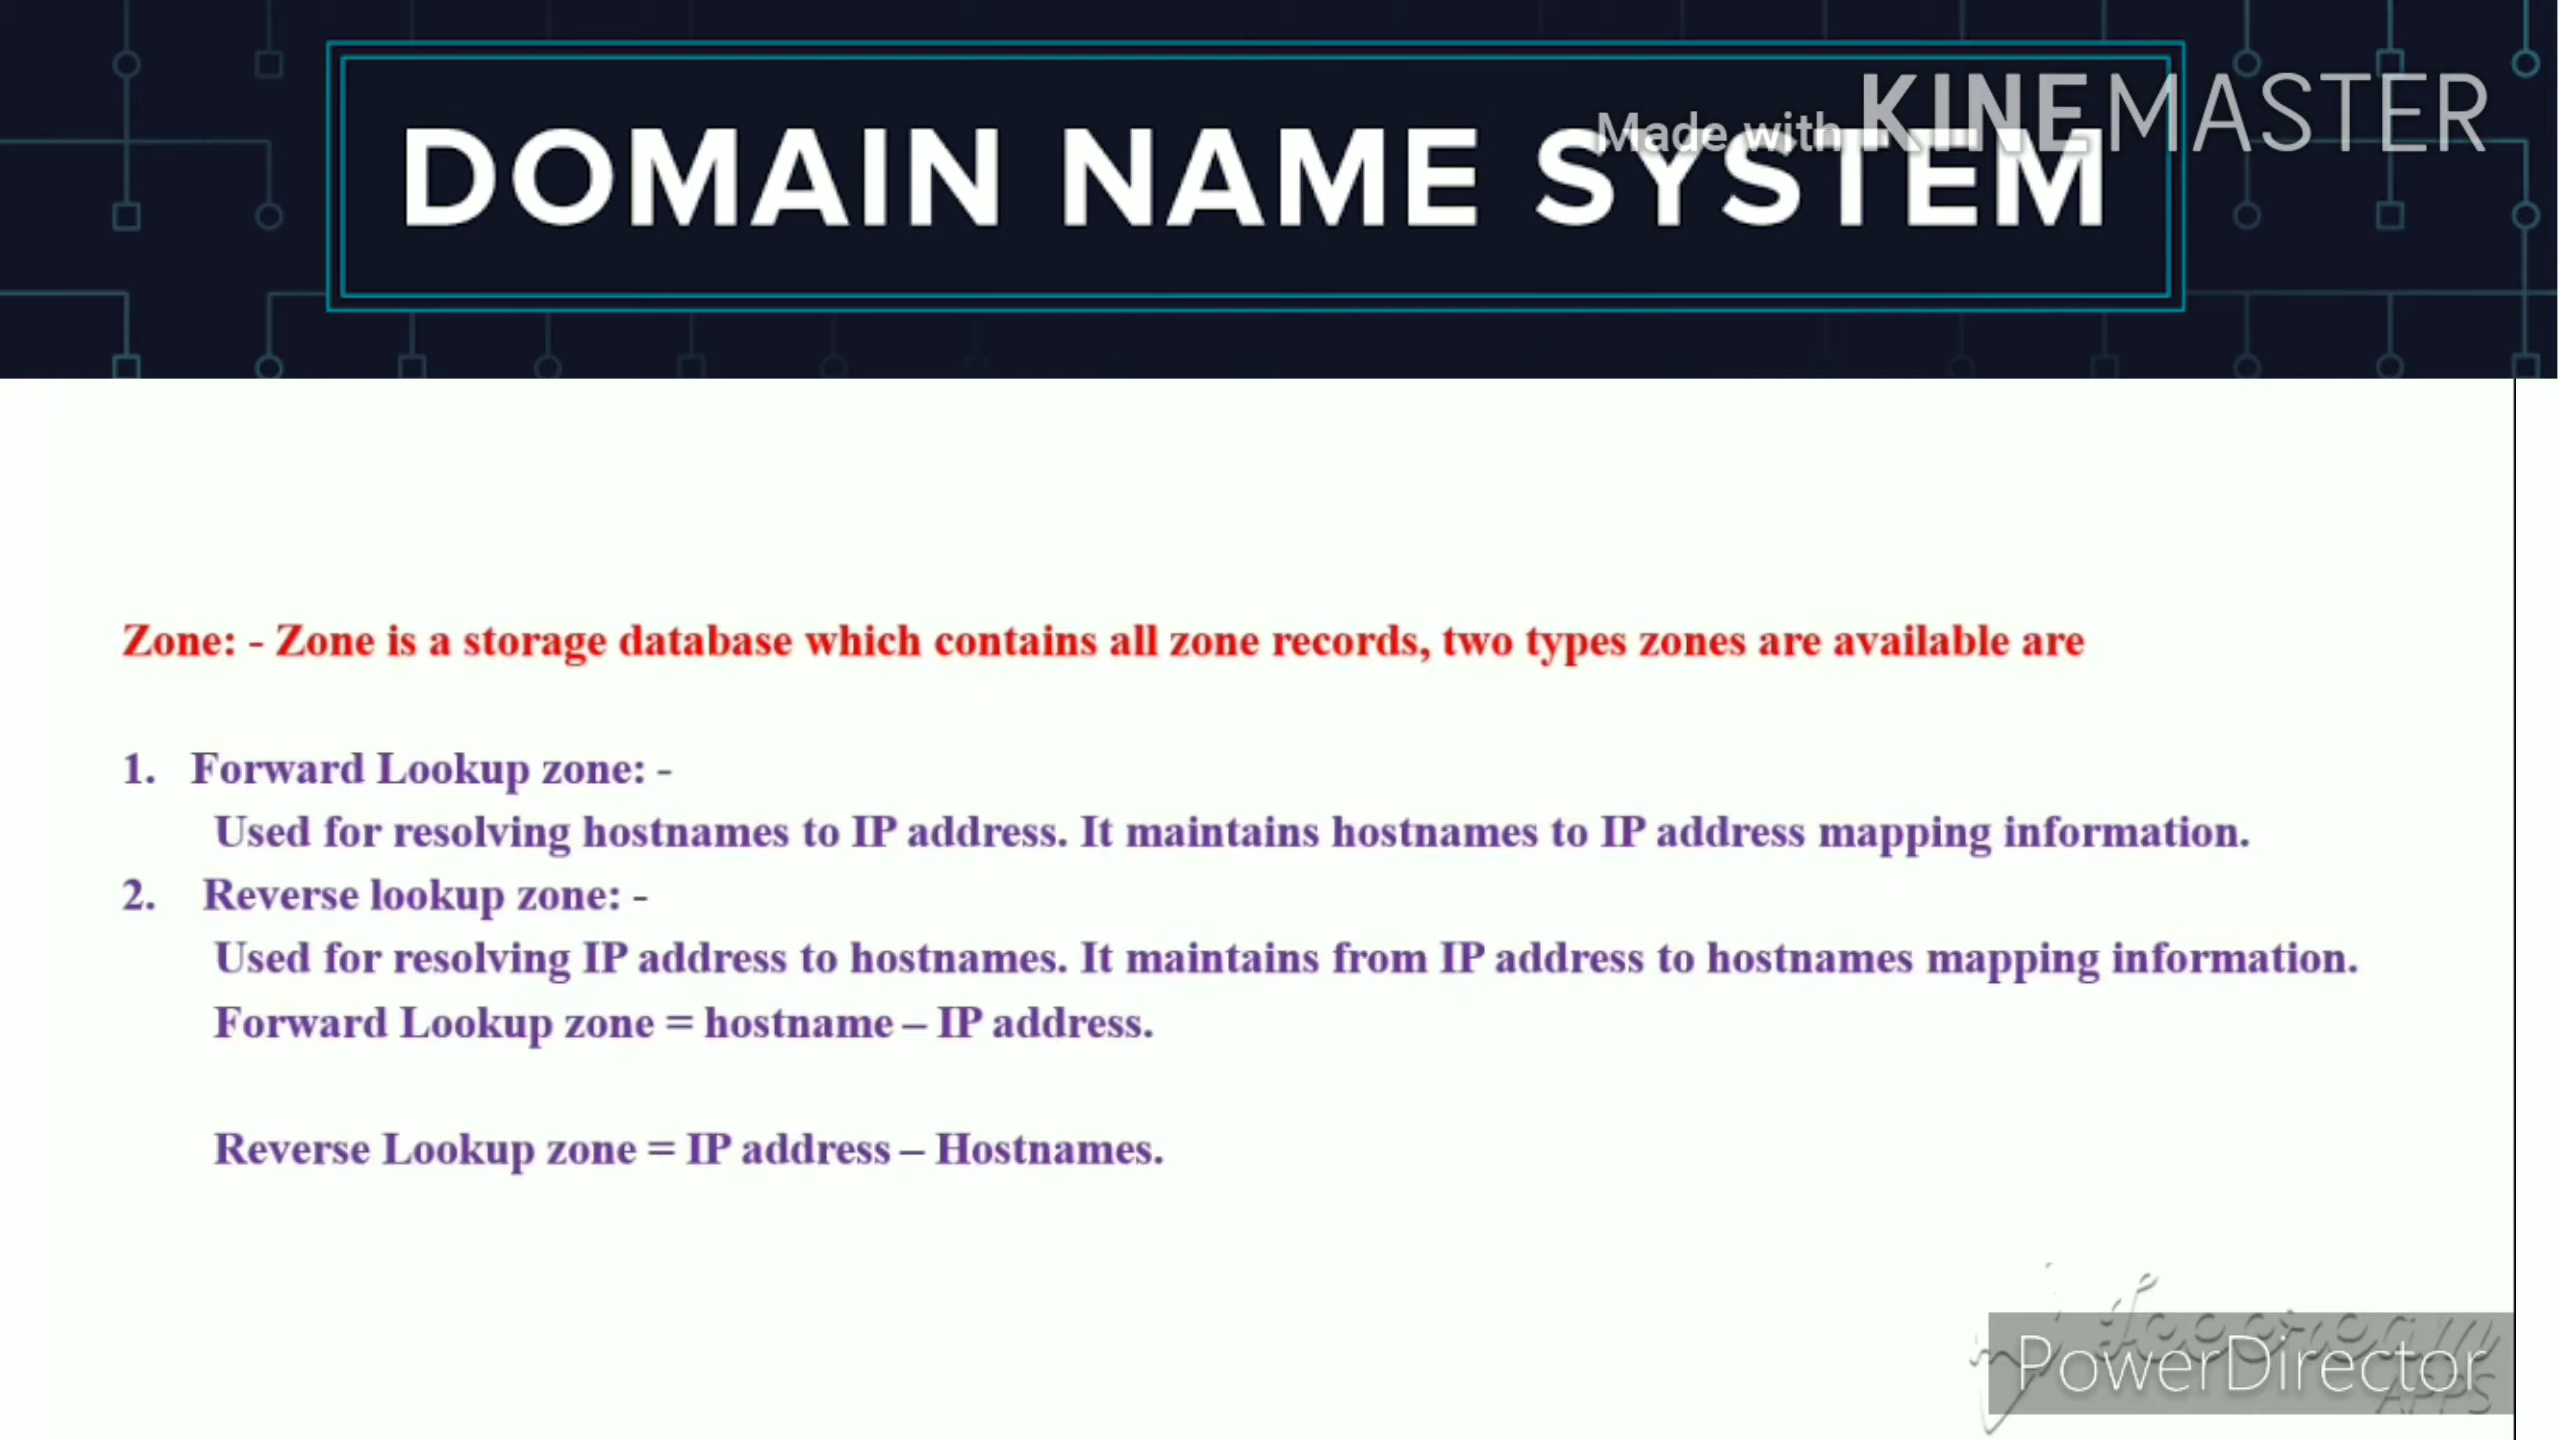 Made with KINEMASTER
DOMAIN NAME SYSTEM
Zone: - Zone is a storage database which contains all zone records, two types zones are available are
1. Forward Lookup zone: -
Used for resolving hostnames to IP address. It maintains hostnames to IP address mapping information.
2. Reverse lookup zone: -
Used for resolving IP address to hostnames. It maintains from IP address to hostnames mapping information.
Forward Lookup zone = hostname – IP address.
Reverse Lookup zone = IP address – Hostnames.
PowerDirector
APPS